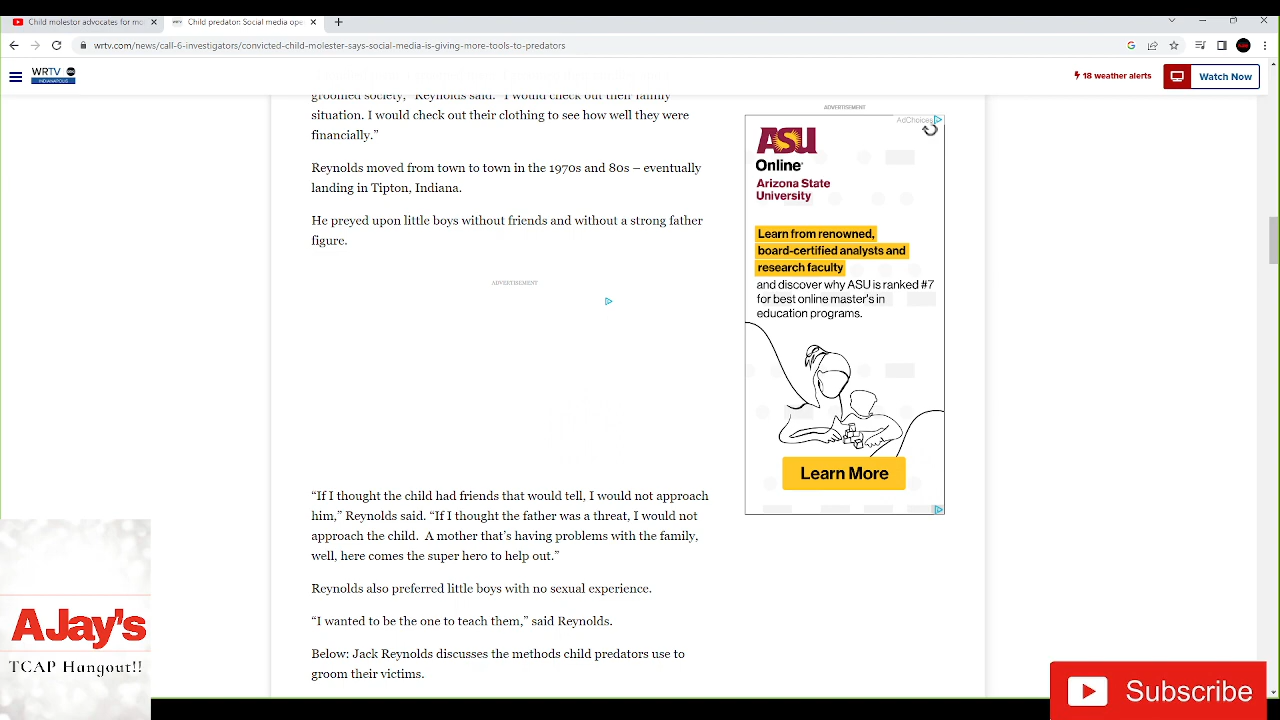 Child molestor advocates for mo
Child predator: Social media ope
wrtv.com/news/call-6-investigators/convicted-child-molester-says-social-media-is-giving-more-tools-to-predators
WRTV
INDIANAPOLIS
18 weather alerts
Watch Now
groomed society,” Reynolds said. “I would check out their family
situation. I would check out their clothing to see how well they were
financially.”
Reynolds moved from town to town in the 1970s and 80s – eventually
landing in Tipton, Indiana.
He preyed upon little boys without friends and without a strong father
figure.
ADVERTISEMENT
“If I thought the child had friends that would tell, I would not approach
him,” Reynolds said. “If I thought the father was a threat, I would not
approach the child.  A mother that’s having problems with the family,
well, here comes the super hero to help out.”
Reynolds also preferred little boys with no sexual experience.
“I wanted to be the one to teach them,” said Reynolds.
Below: Jack Reynolds discusses the methods child predators use to
groom their victims.
ADVERTISEMENT
AdChoices
ASU
Online
Arizona State
University
Learn from renowned,
board-certified analysts and
research faculty
and discover why ASU is ranked #7
for best online master's in
education programs.
Learn More
AJay's
TCAP Hangout!!
Subscribe